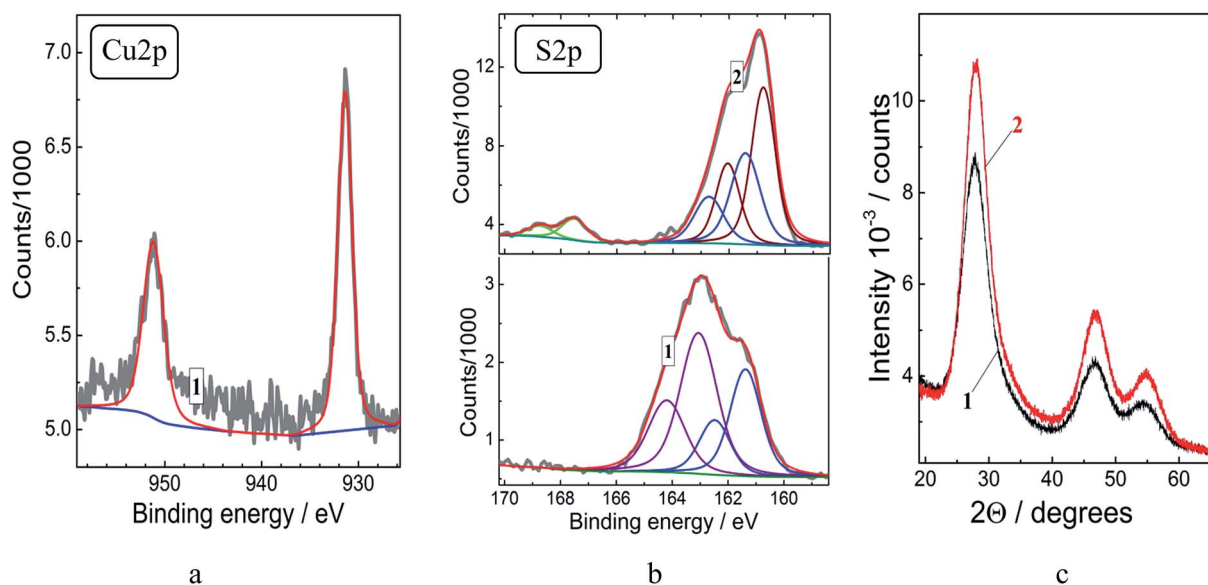 Cu2p
Counts/1000
7.0
6.5
6.0
5.5
5.0
1
950
940
930
Binding energy / eV
a
S2p
Counts/1000
12
8
4
2
Counts/1000
3
2
1
1
170
168
166
164
162
160
Binding energy / eV
b
Intensity 10⁻³ / counts
10
8
6
4
2
1
20
30
40
50
60
2Θ / degrees
c